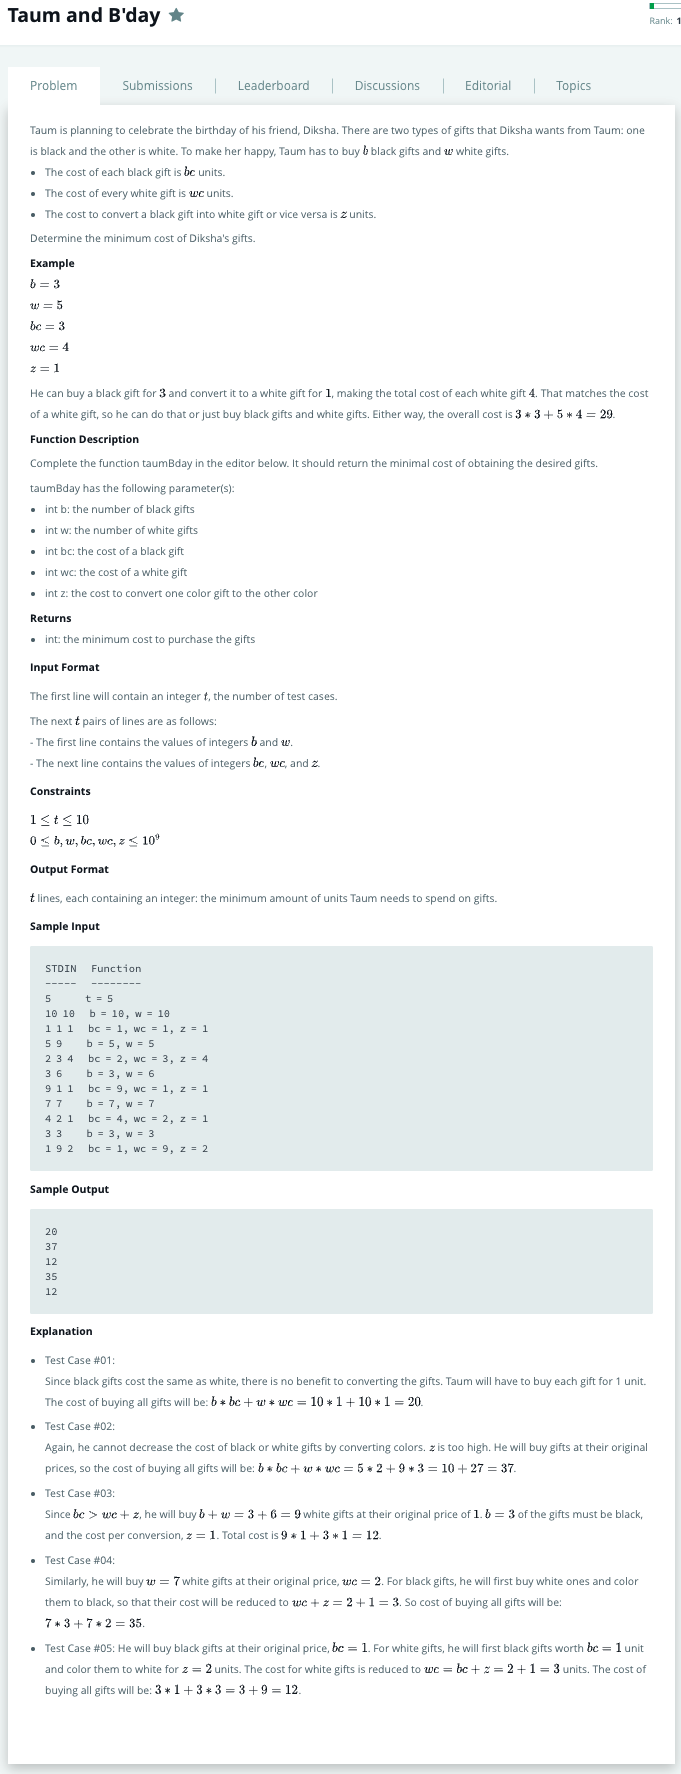 Taum and B'day
Rank: 1
Problem
Submissions
Leaderboard
Discussions
Editorial
Topics
Taum is planning to celebrate the birthday of his friend, Diksha. There are two types of gifts that Diksha wants from Taum: one
is black and the other is white. To make her happy, Taum has to buy b black gifts and w white gifts.
• The cost of each black gift is bc units.
• The cost of every white gift is wc units.
• The cost to convert a black gift into white gift or vice versa is z units.
Determine the minimum cost of Diksha's gifts.
Example
b = 3
w = 5
bc = 3
wc = 4
z = 1
He can buy a black gift for 3 and convert it to a white gift for 1, making the total cost of each white gift 4. That matches the cost
of a white gift, so he can do that or just buy black gifts and white gifts. Either way, the overall cost is 3 * 3 + 5 * 4 = 29.
Function Description
Complete the function taumBday in the editor below. It should return the minimal cost of obtaining the desired gifts.
taumBday has the following parameter(s):
• int b: the number of black gifts
• int w: the number of white gifts
• int bc: the cost of a black gift
• int wc: the cost of a white gift
• int z: the cost to convert one color gift to the other color
Returns
• int: the minimum cost to purchase the gifts
Input Format
The first line will contain an integer t, the number of test cases.
The next t pairs of lines are as follows:
- The first line contains the values of integers b and w.
- The next line contains the values of integers bc, wc, and z.
Constraints
1 ≤ t ≤ 10
0 ≤ b, w, bc, wc, z ≤ 10⁹
Output Format
t lines, each containing an integer: the minimum amount of units Taum needs to spend on gifts.
Sample Input
STDIN Function
----- --------
5 t = 5
10 10 b = 10, w = 10
1 1 1 bc = 1, wc = 1, z = 1
5 9 b = 5, w = 5
2 3 4 bc = 2, wc = 3, z = 4
3 6 b = 3, w = 6
9 1 1 bc = 9, wc = 1, z = 1
7 7 b = 7, w = 7
4 2 1 bc = 4, wc = 2, z = 1
3 3 b = 3, w = 3
1 9 2 bc = 1, wc = 9, z = 2
Sample Output
20
37
12
35
12
Explanation
• Test Case #01:
Since black gifts cost the same as white, there is no benefit to converting the gifts. Taum will have to buy each gift for 1 unit.
The cost of buying all gifts will be: b * bc + w * wc = 10 * 1 + 10 * 1 = 20.
• Test Case #02:
Again, he cannot decrease the cost of black or white gifts by converting colors. z is too high. He will buy gifts at their original
prices, so the cost of buying all gifts will be: b * bc + w * wc = 5 * 2 + 9 * 3 = 10 + 27 = 37.
• Test Case #03:
Since bc > wc + z, he will buy b + w = 3 + 6 = 9 white gifts at their original price of 1. b = 3 of the gifts must be black,
and the cost per conversion, z = 1. Total cost is 9 * 1 + 3 * 1 = 12.
• Test Case #04:
Similarly, he will buy w = 7 white gifts at their original price, wc = 2. For black gifts, he will first buy white ones and color
them to black, so that their cost will be reduced to wc + z = 2 + 1 = 3. So cost of buying all gifts will be:
7 * 3 + 7 * 2 = 35.
• Test Case #05: He will buy black gifts at their original price, bc = 1. For white gifts, he will first black gifts worth bc = 1 unit
and color them to white for z = 2 units. The cost for white gifts is reduced to wc = bc + z = 2 + 1 = 3 units. The cost of
buying all gifts will be: 3 * 1 + 3 * 3 = 3 + 9 = 12.